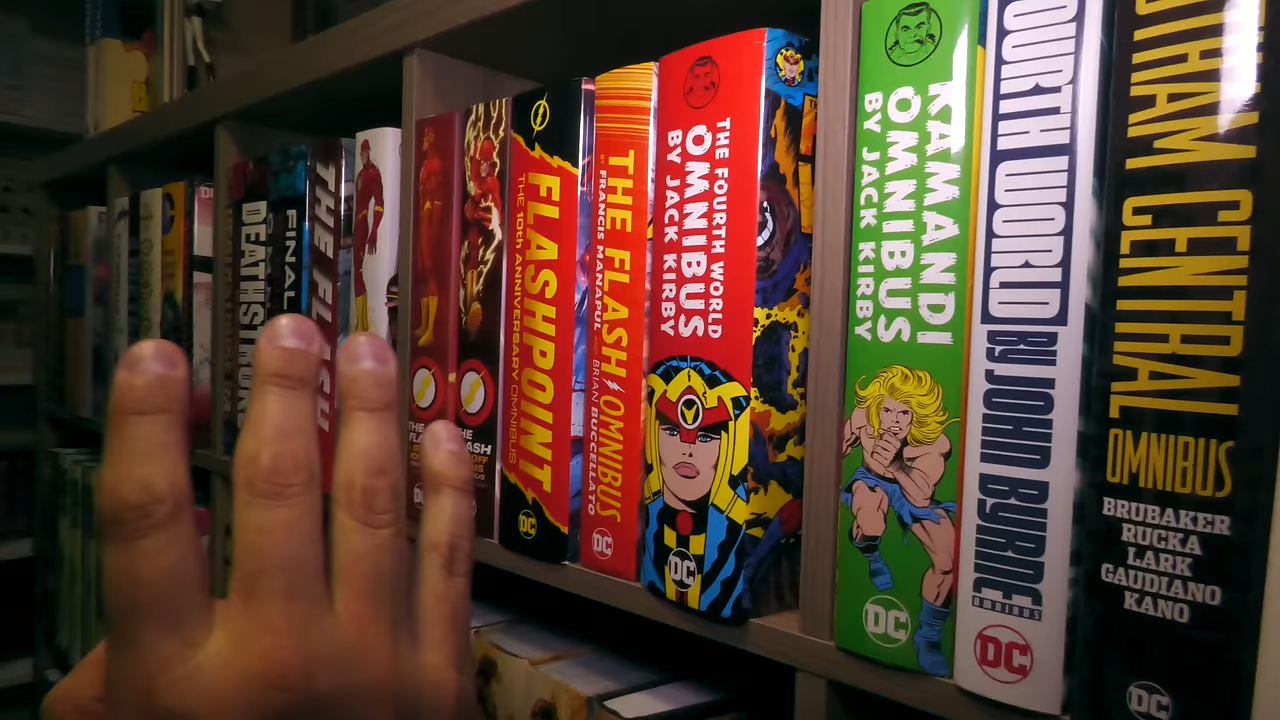 DEATHSTROKE
FINAL
THE FLASH
THE
FLASH
FLASHPOINT
THE 10th ANNIVERSARY OMNIBUS
DC
THE FLASH OMNIBUS
BY FRANCIS MANAPUL AND BRIAN BUCCELLATO
DC
THE FOURTH WORLD
OMNIBUS
BY JACK KIRBY
DC
KAMANDI
OMNIBUS
BY JACK KIRBY
DC
FOURTH WORLD BY JOHN BYRNE
OMNIBUS
DC
GOTHAM CENTRAL
OMNIBUS
BRUBAKER
RUCKA
LARK
GAUDIANO
KANO
DC